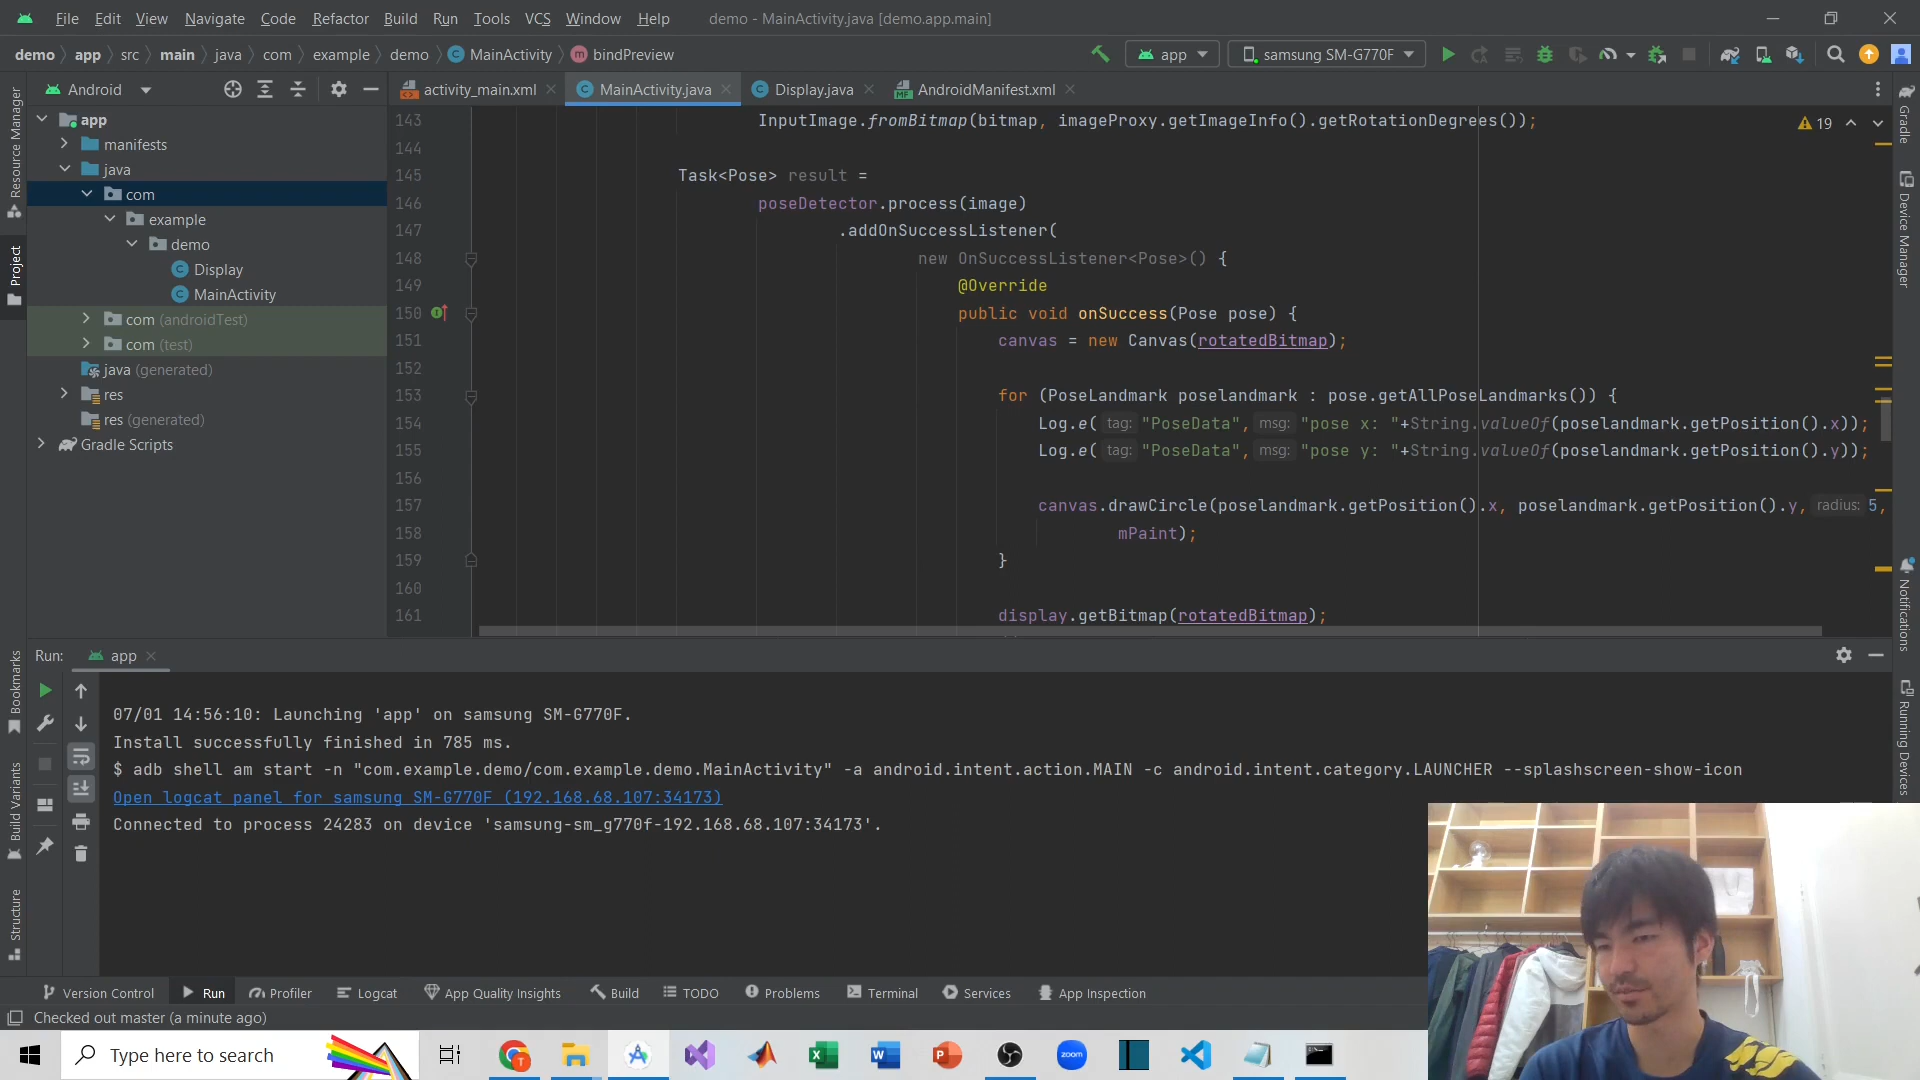 File Edit View Navigate Code Refactor Build Run Tools VCS Window Help demo - MainActivity.java [demo.app.main]
demo app src main java com example demo MainActivity bindPreview app samsung SM-G770F
Android activity_main.xml MainActivity.java Display.java AndroidManifest.xml
app
manifests
java
com
example
demo
Display
MainActivity
com (androidTest)
com (test)
java (generated)
res
res (generated)
Gradle Scripts
Resource Manager
Project
Bookmarks
Build Variants
Structure
143 InputImage.fromBitmap(bitmap, imageProxy.getImageInfo().getRotationDegrees());
144
145 Task<Pose> result =
146 poseDetector.process(image)
147 .addOnSuccessListener(
148 new OnSuccessListener<Pose>() {
149 @Override
150 public void onSuccess(Pose pose) {
151 canvas = new Canvas(rotatedBitmap);
152
153 for (PoseLandmark poselandmark : pose.getAllPoseLandmarks()) {
154 Log.e( tag: "PoseData", msg: "pose x: "+String.valueOf(poselandmark.getPosition().x));
155 Log.e( tag: "PoseData", msg: "pose y: "+String.valueOf(poselandmark.getPosition().y));
156
157 canvas.drawCircle(poselandmark.getPosition().x, poselandmark.getPosition().y, radius: 5,
158 mPaint);
159 }
160
161 display.getBitmap(rotatedBitmap);
19
Gradle
Device Manager
Notifications
Running Devices
Run: app
07/01 14:56:10: Launching 'app' on samsung SM-G770F.
Install successfully finished in 785 ms.
$ adb shell am start -n "com.example.demo/com.example.demo.MainActivity" -a android.intent.action.MAIN -c android.intent.category.LAUNCHER --splashscreen-show-icon
Open logcat panel for samsung SM-G770F (192.168.68.107:34173)
Connected to process 24283 on device 'samsung-sm_g770f-192.168.68.107:34173'.
Version Control Run Profiler Logcat App Quality Insights Build TODO Problems Terminal Services App Inspection
Checked out master (a minute ago)
Type here to search
zoom